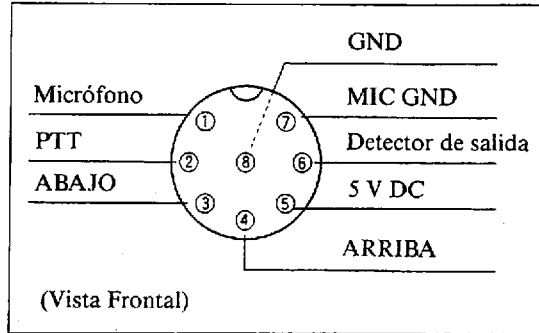 GND
Micrófono
MIC GND
① ⑦
PTT
Detector de salida
② ⑧ ⑥
ABAJO
5 V DC
③ ⑤
④
ARRIBA
(Vista Frontal)